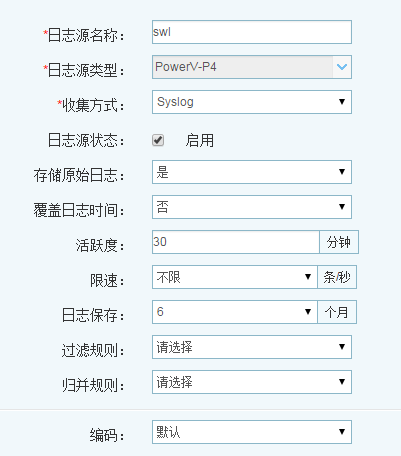 *日志源名称： swl
*日志源类型： PowerV-P4
*收集方式： Syslog
日志源状态： 启用
存储原始日志： 是
覆盖日志时间： 否
活跃度： 30 分钟
限速： 不限 条/秒
日志保存： 6 个月
过滤规则： 请选择
归并规则： 请选择
编码： 默认